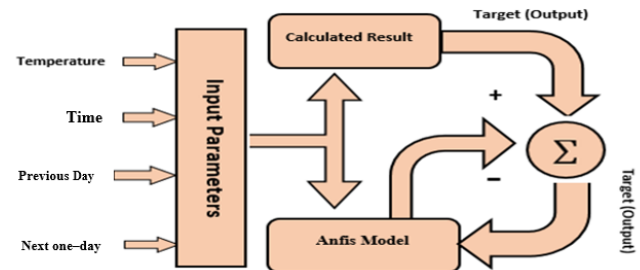 Target (Output)
Calculated Result
Temperature
Time
Previous Day
Next one–day
Input Parameters
+
Σ
–
Anfis Model
Target (Output)